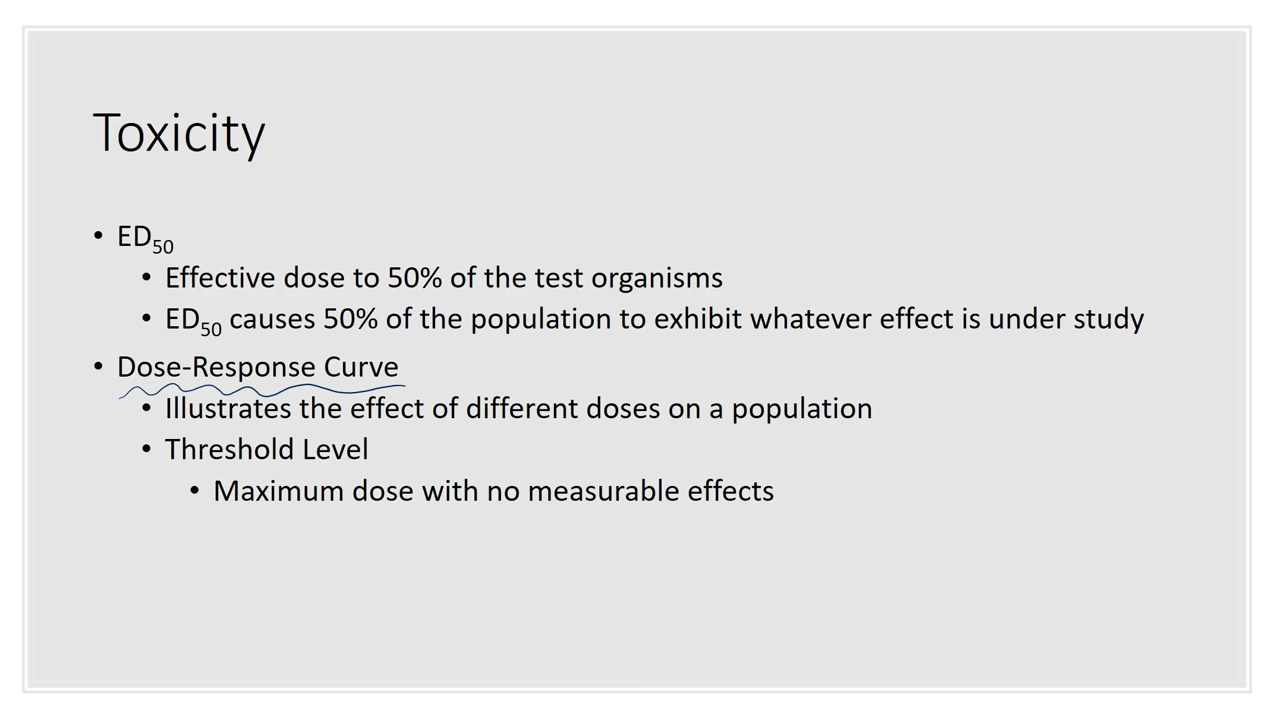 Toxicity
• ED50
• Effective dose to 50% of the test organisms
• ED50 causes 50% of the population to exhibit whatever effect is under study
• Dose-Response Curve
• Illustrates the effect of different doses on a population
• Threshold Level
• Maximum dose with no measurable effects